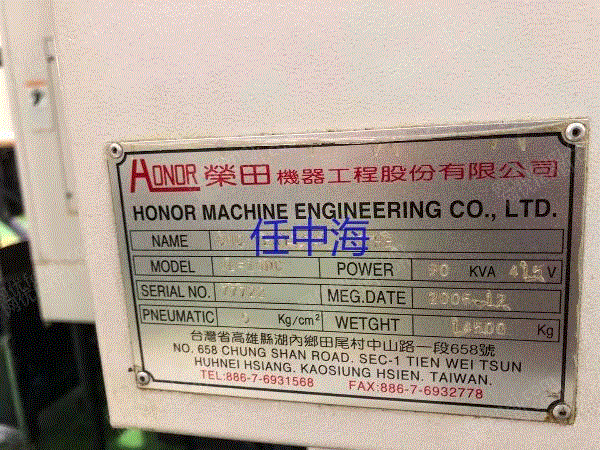 HONOR 榮田 機器工程股份有限公司
HONOR MACHINE ENGINEERING CO., LTD.
NAME
任中海
MODEL POWER KVA V
SERIAL NO. MEG.DATE 2005-12
PNEUMATIC Kg/cm² WETGHT Kg
台灣省高雄縣湖內鄉田尾村中山路一段658號
NO. 658 CHUNG SHAN ROAD. SEC-1 TIEN WEI TSUN
HUHNEI HSIANG. KAOSIUNG HSIEN. TAIWAN.
TEL:886-7-6931568 FAX:886-7-6932778